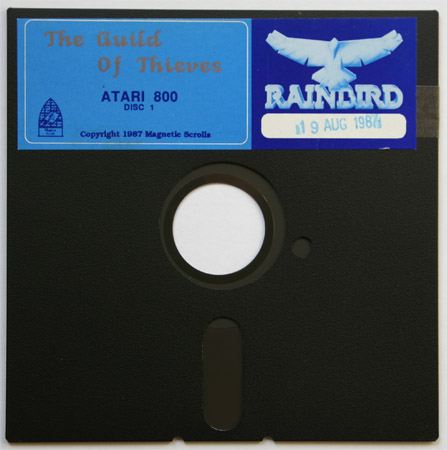 The Guild
Of Thieves
ATARI 800
DISC 1
Copyright 1987 Magnetic Scrolls
RAINBIRD
19 AUG 1987